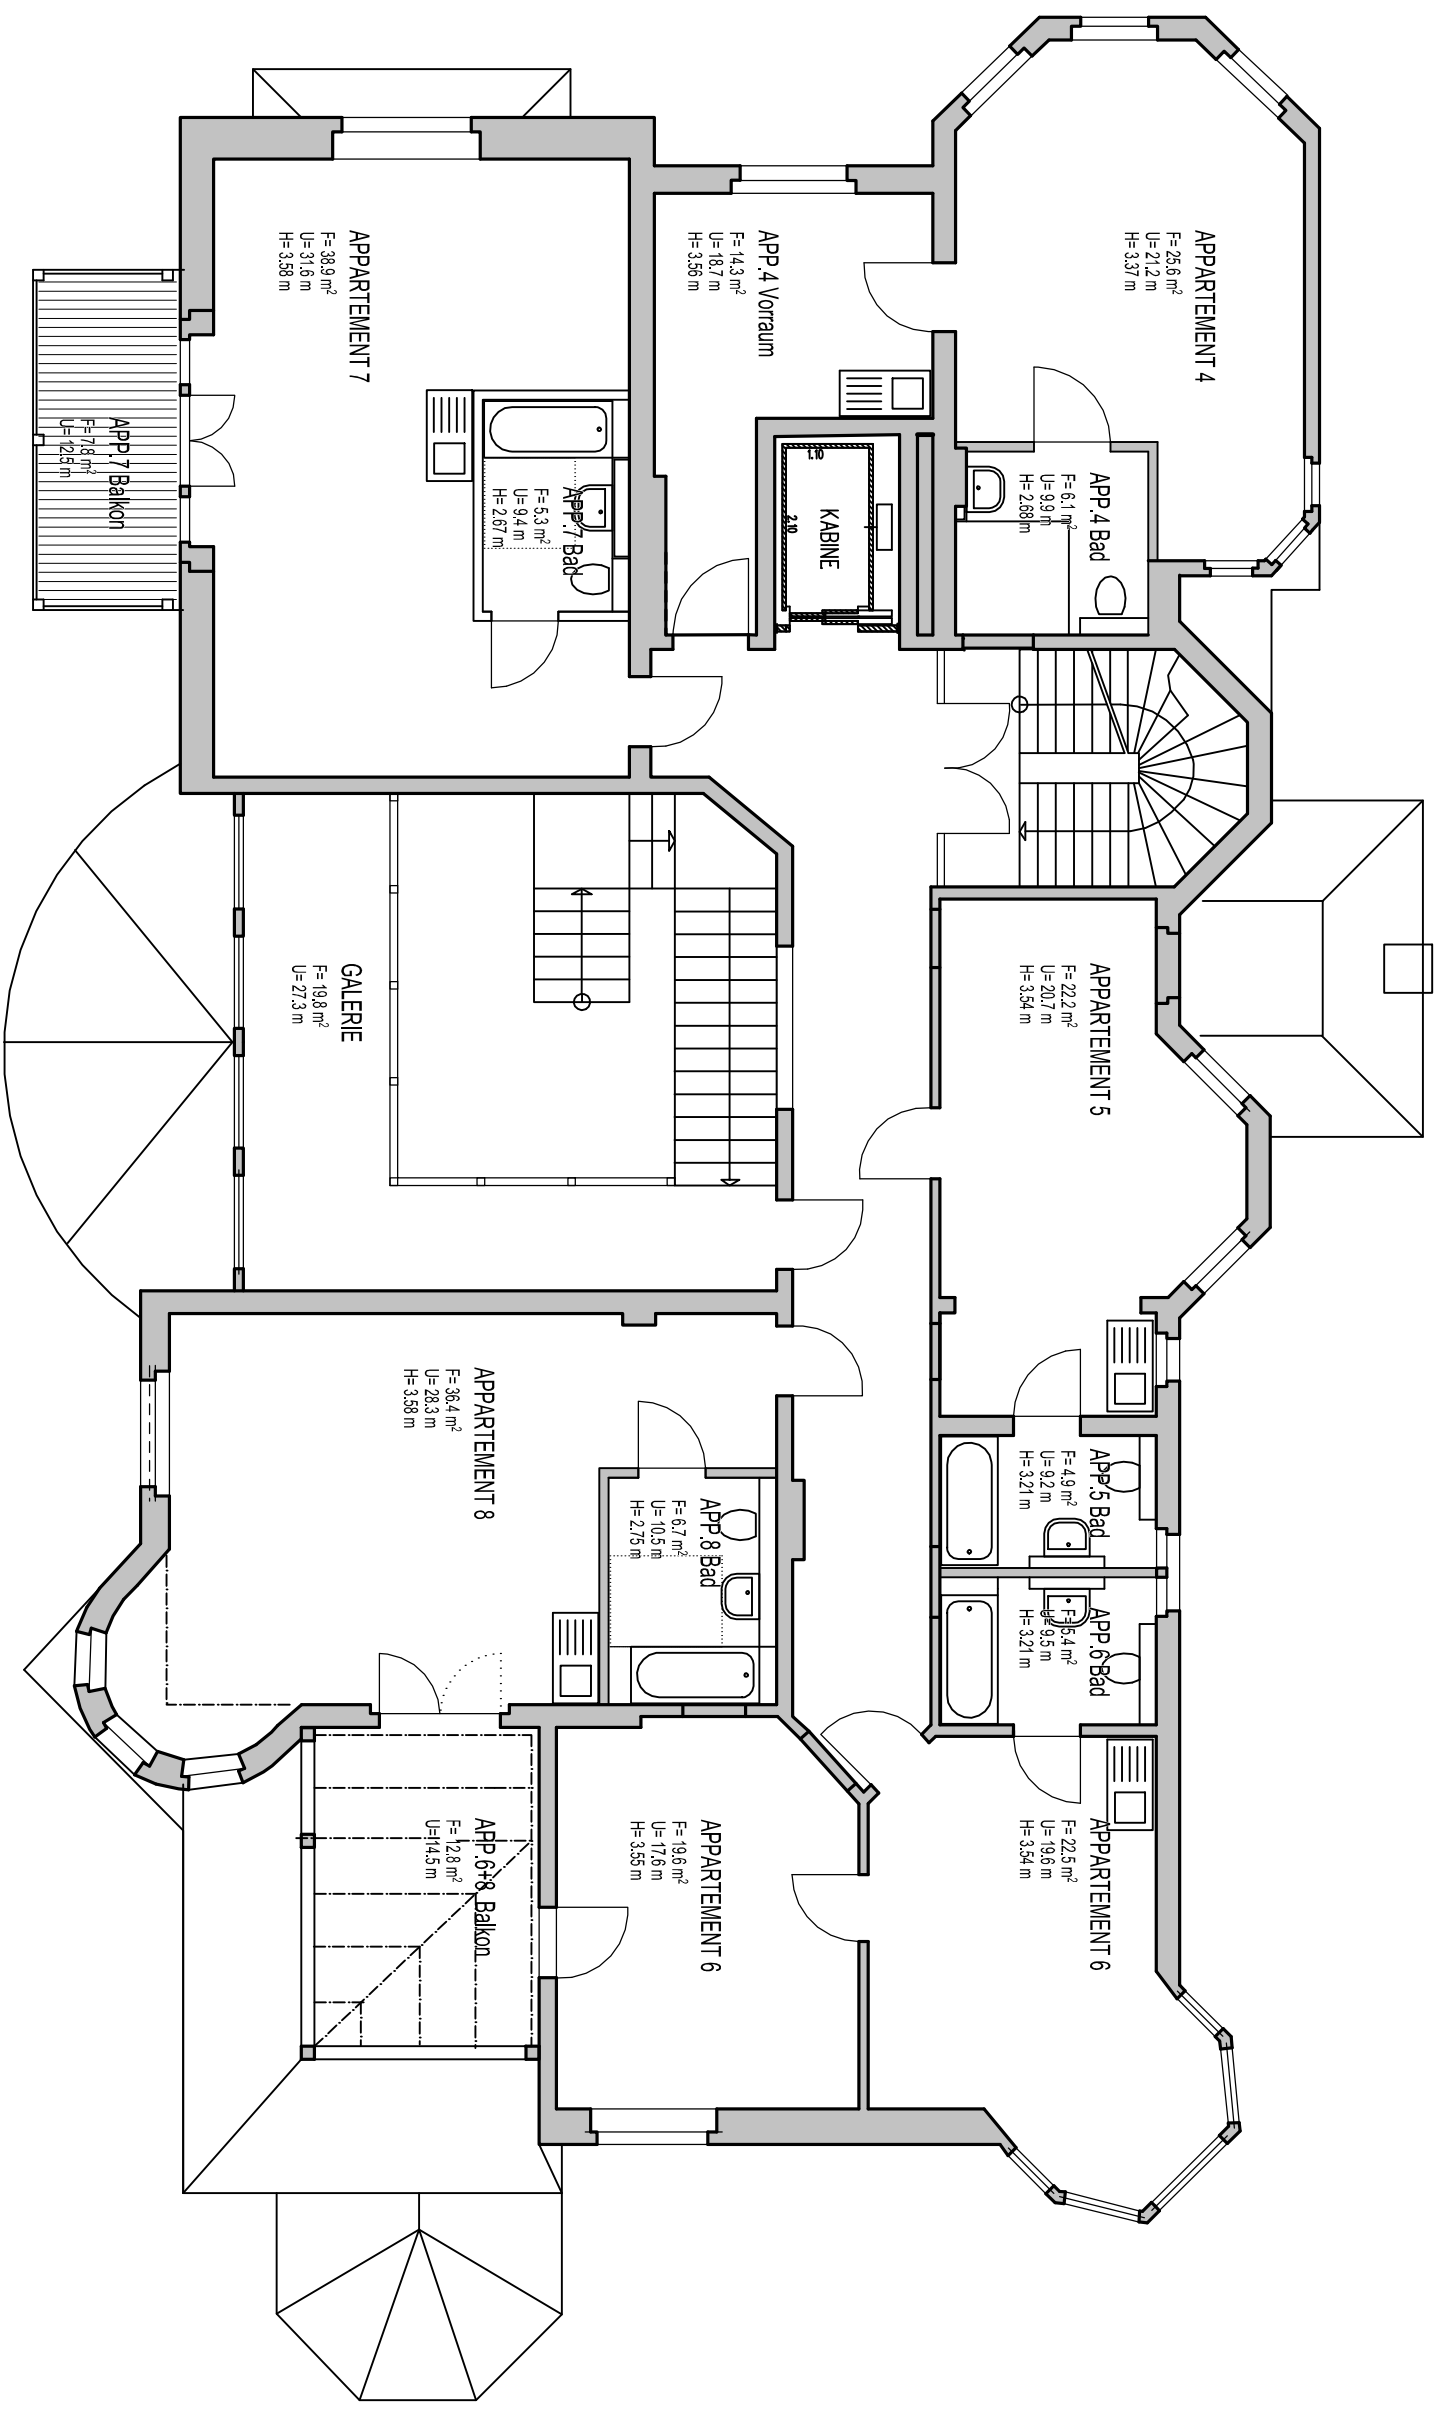 APPARTEMENT 4
F= 25.6 m²
U= 21.2 m
H= 3.37 m
APP.4 Vorraum
F= 14.3 m²
U= 18.7 m
H= 3.56 m
APPARTEMENT 7
F= 38.9 m²
U= 31.6 m
H= 3.58 m
APP.7 Balkon
F= 7.8 m²
U= 12.5 m
APP.4 Bad
F= 6.1 m²
U= 9.9 m
H= 2.68 m
KABINE
1.10
2.10
APP.7 Bad
F= 5.3 m²
U= 9.4 m
H= 2.67 m
APPARTEMENT 5
F= 22.2 m²
U= 20.7 m
H= 3.54 m
GALERIE
F= 19.8 m²
U= 27.3 m
APPARTEMENT 8
F= 36.4 m²
U= 28.3 m
H= 3.58 m
APP.5 Bad
F= 4.9 m²
U= 9.2 m
H= 3.21 m
APP.8 Bad
F= 6.7 m²
U= 10.5 m
H= 2.75 m
APP.6 Bad
F= 5.4 m²
U= 9.5 m
H= 3.21 m
APPARTEMENT 6
F= 22.5 m²
U= 19.6 m
H= 3.54 m
APPARTEMENT 6
F= 19.6 m²
U= 17.6 m
H= 3.55 m
APP.6+8 Balkon
F= 12.8 m²
U= 14.5 m